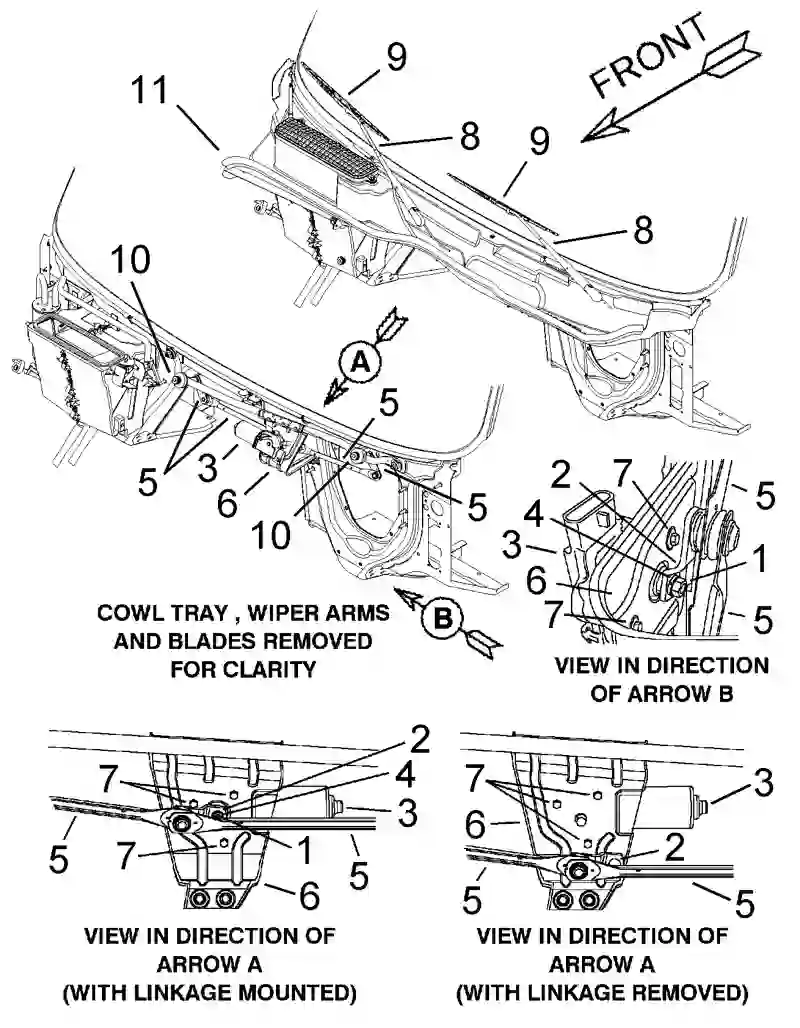 FRONT
9
11
8
9
8
10
A
5
5
3
6
10
5
2
7
5
4
3
1
6
7
5
B
COWL TRAY , WIPER ARMS
AND BLADES REMOVED
FOR CLARITY
VIEW IN DIRECTION
OF ARROW B
2
7
4
3
7
1
5
5
6
VIEW IN DIRECTION OF
ARROW A
(WITH LINKAGE MOUNTED)
7
3
6
2
5
5
VIEW IN DIRECTION OF
ARROW A
(WITH LINKAGE REMOVED)